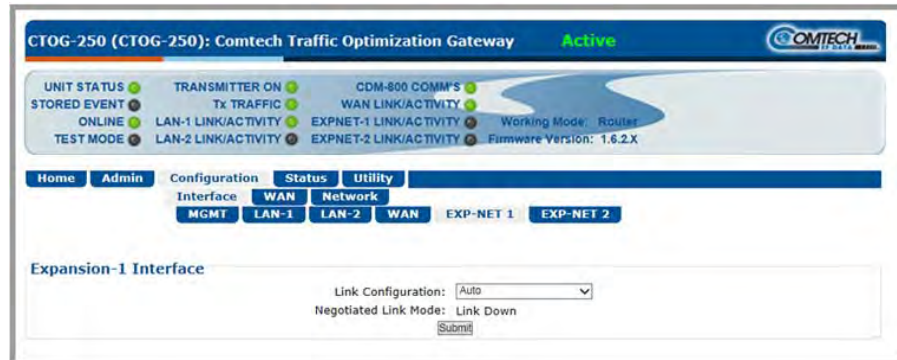 CTOG-250 (CTOG-250): Comtech Traffic Optimization Gateway Active COMTECH EF DATA
UNIT STATUS TRANSMITTER ON CDM-800 COMM'S
STORED EVENT Tx TRAFFIC WAN LINK/ACTIVITY
ONLINE LAN-1 LINK/ACTIVITY EXPNET-1 LINK/ACTIVITY Working Mode: Router
TEST MODE LAN-2 LINK/ACTIVITY EXPNET-2 LINK/ACTIVITY Firmware Version: 1.6.2.X
Home Admin Configuration Status Utility
Interface WAN Network
MGMT LAN-1 LAN-2 WAN EXP-NET 1 EXP-NET 2
Expansion-1 Interface
Link Configuration: Auto
Negotiated Link Mode: Link Down
Submit